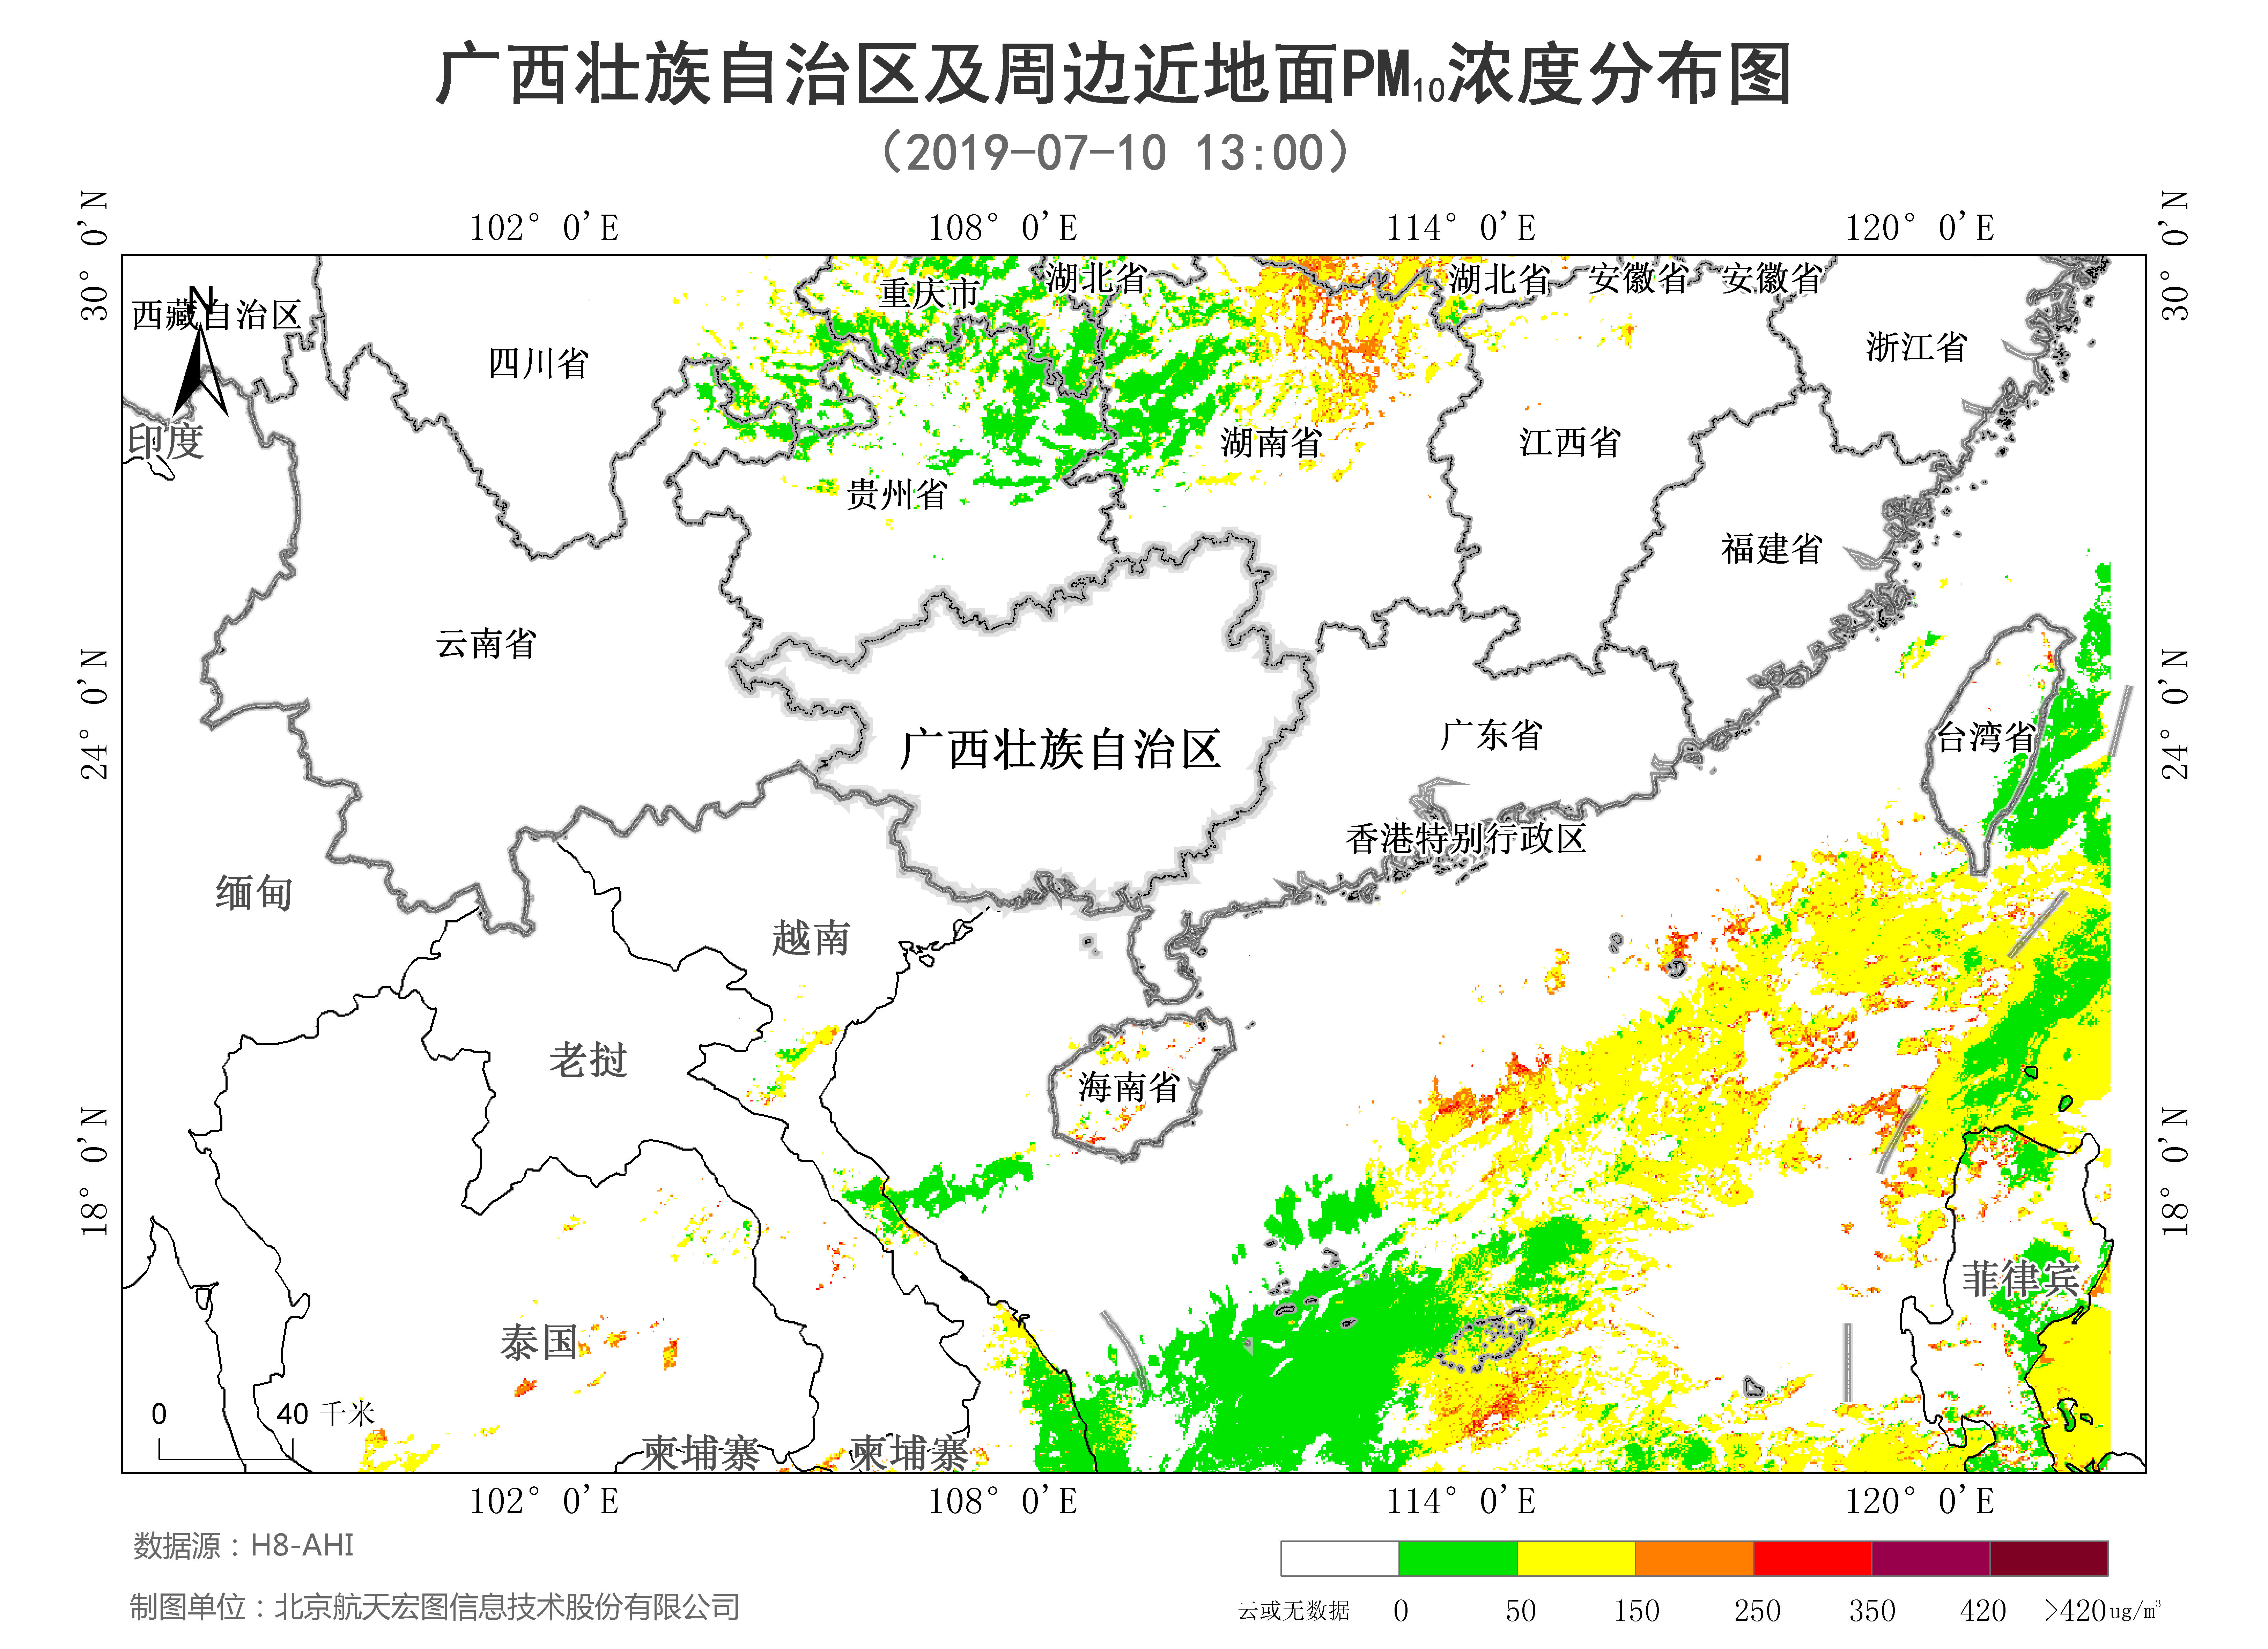 广西壮族自治区及周边近地面PM₁₀浓度分布图
（2019-07-10 13:00）
102° 0'E 108° 0'E 114° 0'E 120° 0'E
30° 0'N 30° 0'N
N
西藏自治区 四川省 重庆市 湖北省 湖北省 安徽省 安徽省 浙江省
印度 贵州省 湖南省 江西省
云南省 福建省
24° 0'N 24° 0'N
广西壮族自治区 广东省 台湾省
香港特别行政区
缅甸 越南
老挝 海南省
18° 0'N 18° 0'N
泰国 菲律宾
柬埔寨 柬埔寨
0 40 千米
102° 0'E 108° 0'E 114° 0'E 120° 0'E
数据源：H8-AHI
制图单位：北京航天宏图信息技术股份有限公司
云或无数据 0 50 150 250 350 420 >420 ug/m³